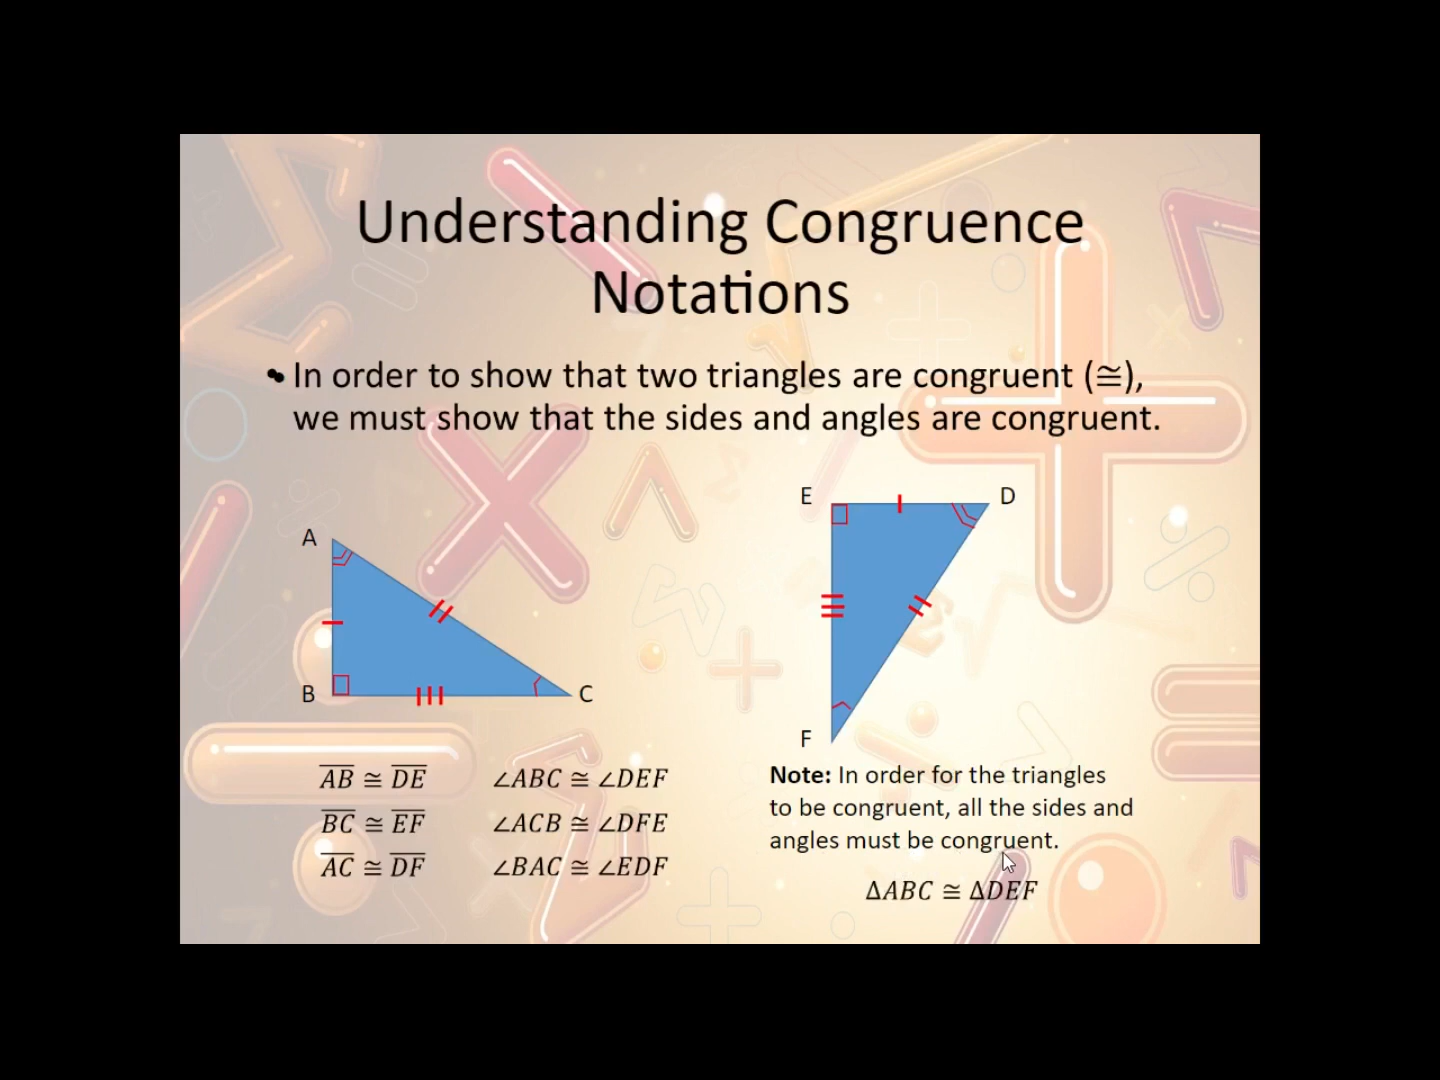 Understanding Congruence
Notations
• In order to show that two triangles are congruent (≅),
we must show that the sides and angles are congruent.
E
D
A
B
C
F
AB ≅ DE
∠ABC ≅ ∠DEF
BC ≅ EF
∠ACB ≅ ∠DFE
AC ≅ DF
∠BAC ≅ ∠EDF
Note: In order for the triangles
to be congruent, all the sides and
angles must be congruent.
ΔABC ≅ ΔDEF